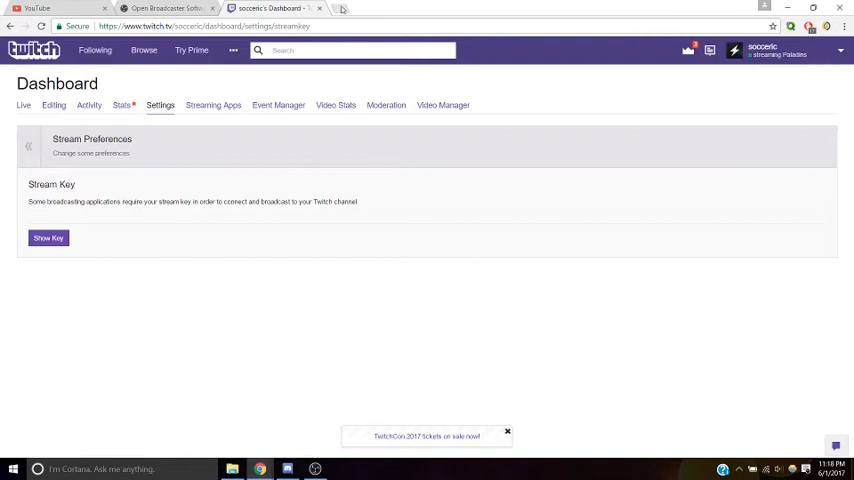 YouTube
Open Broadcaster Softw
socceric's Dashboard - T
Secure
https://www.twitch.tv/socceric/dashboard/settings/streamkey
twitch
Following
Browse
Try Prime
Search
socceric
streaming Paladins
Dashboard
Live
Editing
Activity
Stats
Settings
Streaming Apps
Event Manager
Video Stats
Moderation
Video Manager
Stream Preferences
Change some preferences
Stream Key
Some broadcasting applications require your stream key in order to connect and broadcast to your Twitch channel.
Show Key
TwitchCon 2017 tickets on sale now!
I'm Cortana. Ask me anything.
11:18 PM
6/1/2017